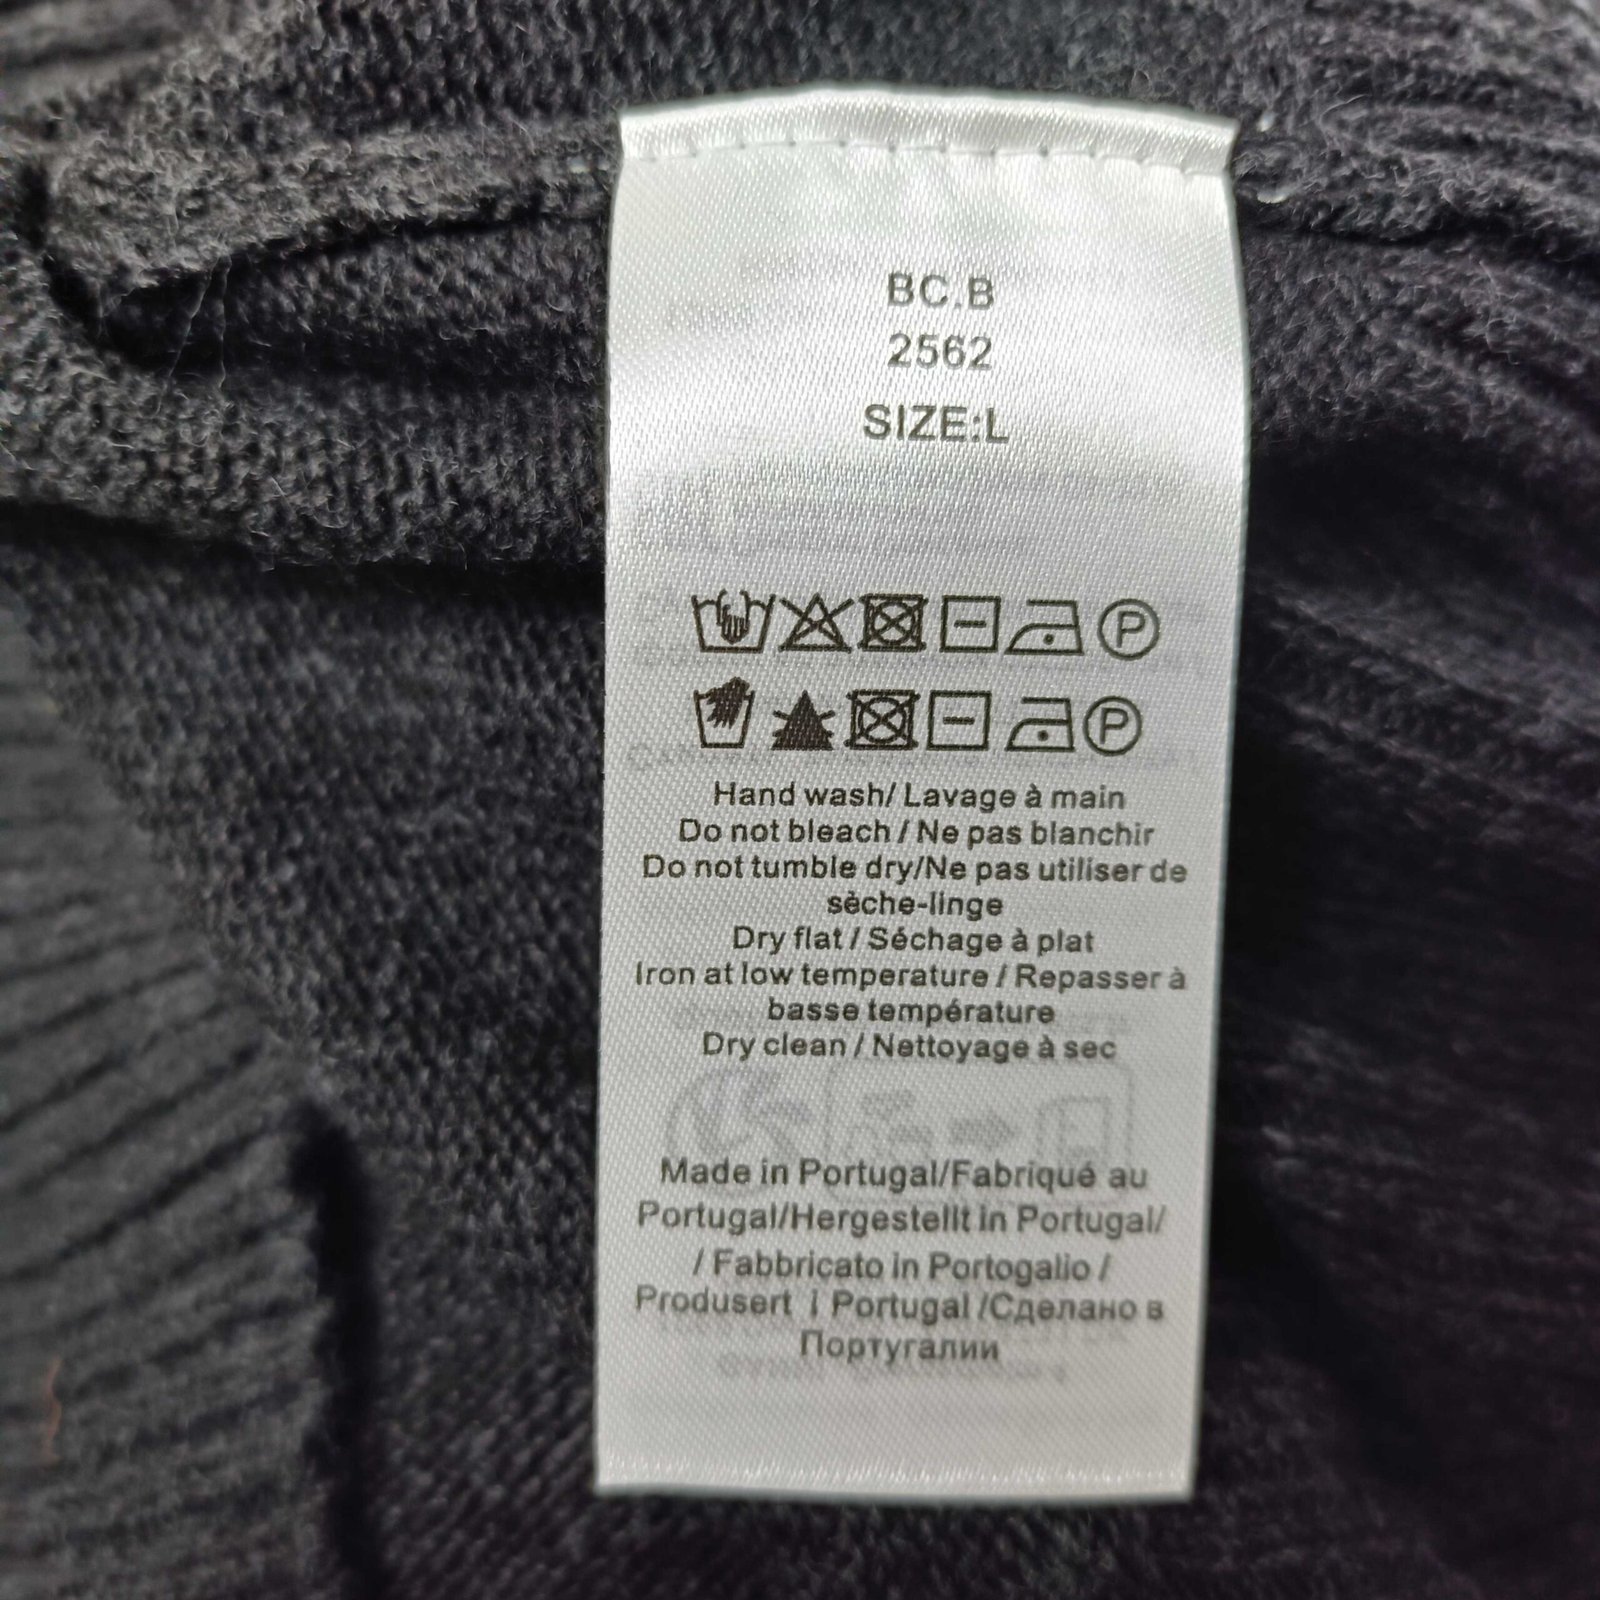 BC.B
2562
SIZE:L
P
P
Hand wash/ Lavage à main
Do not bleach / Ne pas blanchir
Do not tumble dry/Ne pas utiliser de
sèche-linge
Dry flat / Séchage à plat
Iron at low temperature / Repasser à
basse température
Dry clean / Nettoyage à sec
Made in Portugal/Fabriqué au
Portugal/Hergestellt in Portugal/
/ Fabbricato in Portogallo /
Produsert i Portugal /Сделано в
Португалии